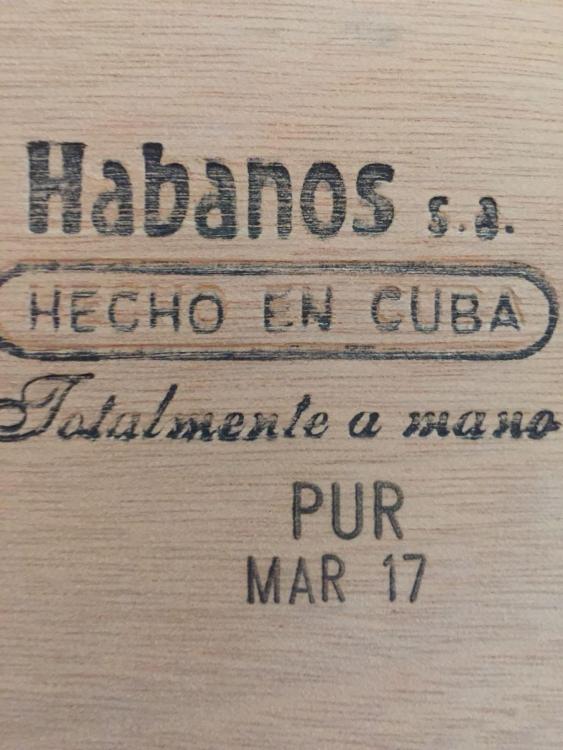 Habanos s.a.
HECHO EN CUBA
Totalmente a mano
PUR
MAR 17